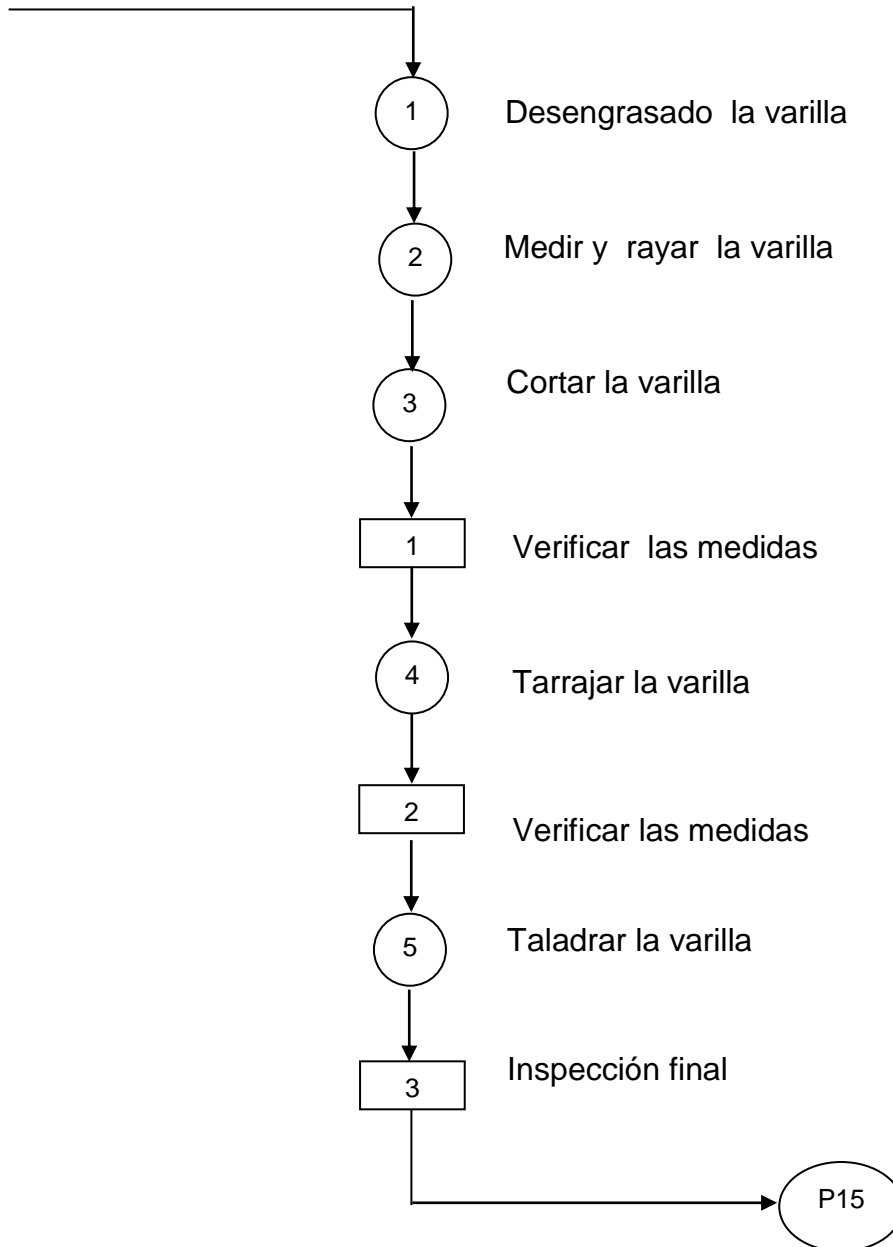 1 Desengrasado la varilla
2 Medir y rayar la varilla
3 Cortar la varilla
1 Verificar las medidas
4 Tarrajar la varilla
2 Verificar las medidas
5 Taladrar la varilla
3 Inspección final
P15